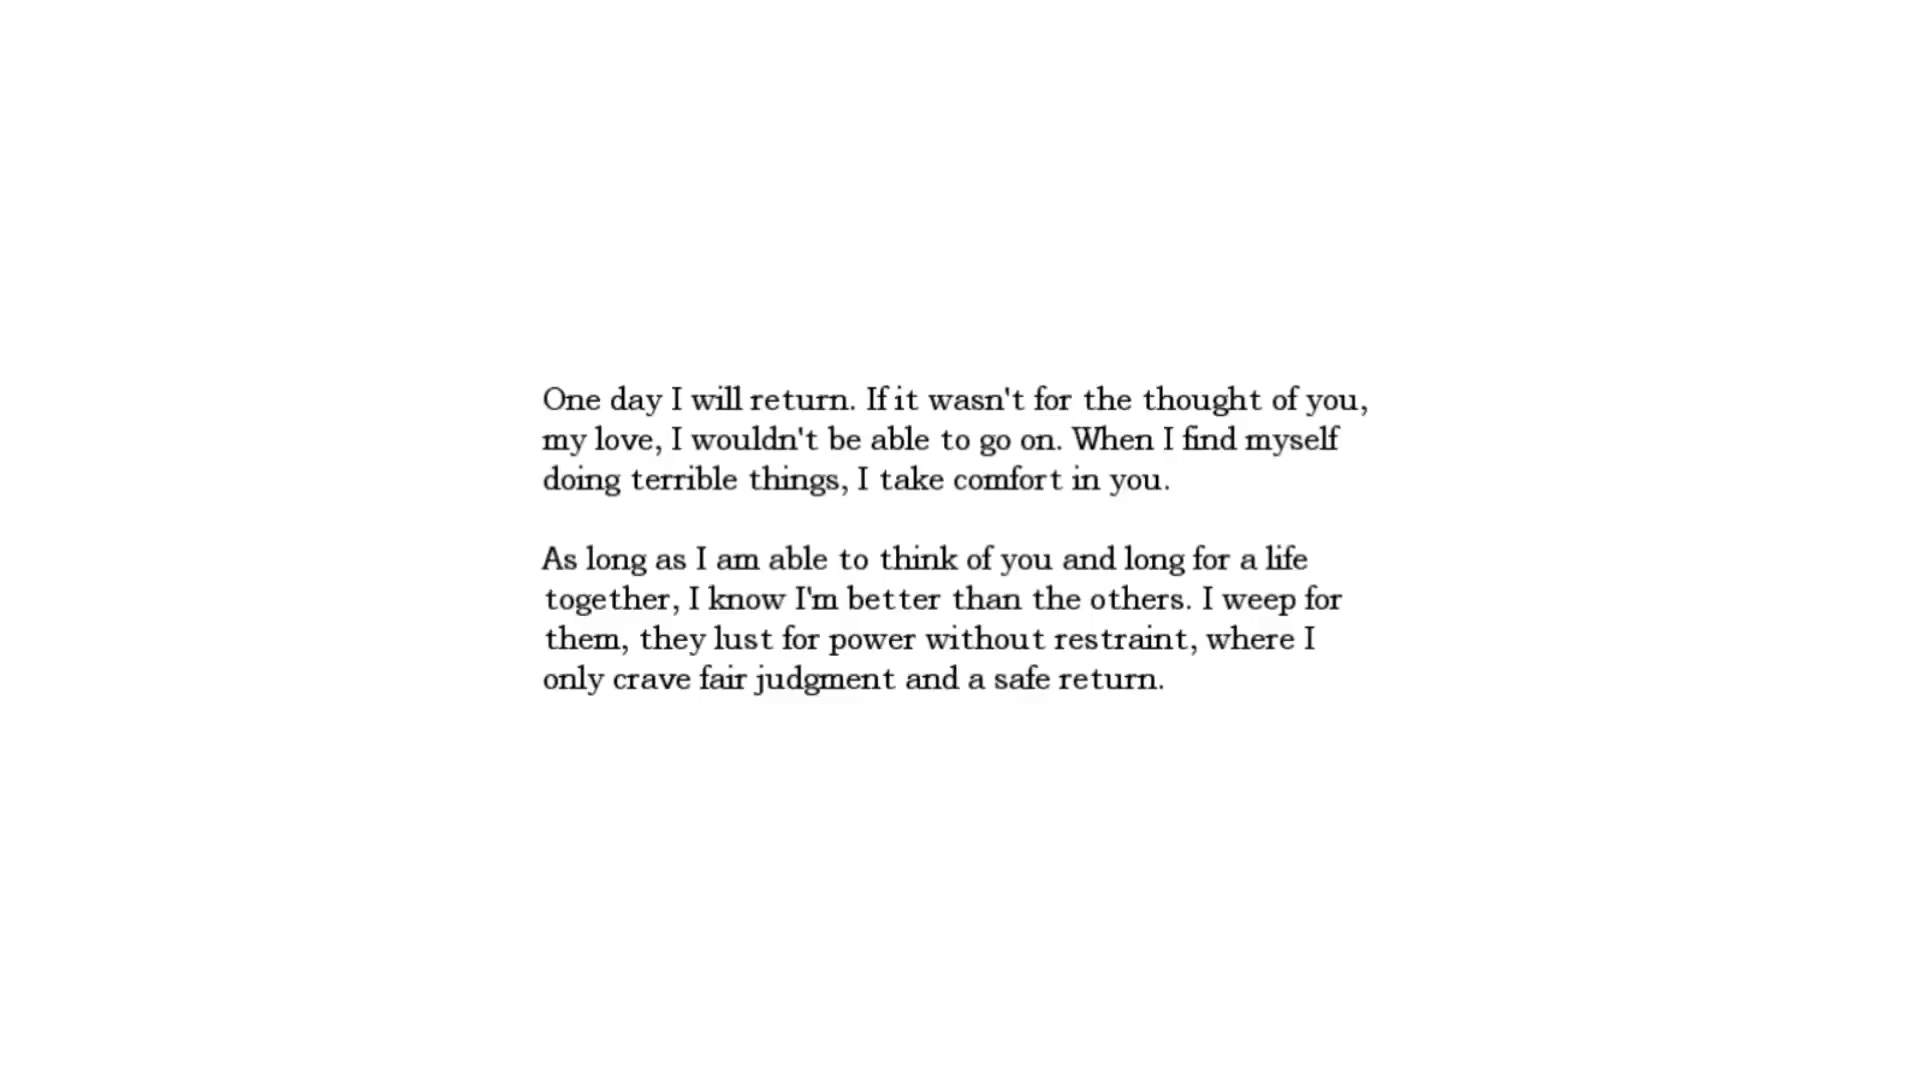 One day I will return. If it wasn't for the thought of you,
my love, I wouldn't be able to go on. When I find myself
doing terrible things, I take comfort in you.
As long as I am able to think of you and long for a life
together, I know I'm better than the others. I weep for
them, they lust for power without restraint, where I
only crave fair judgment and a safe return.